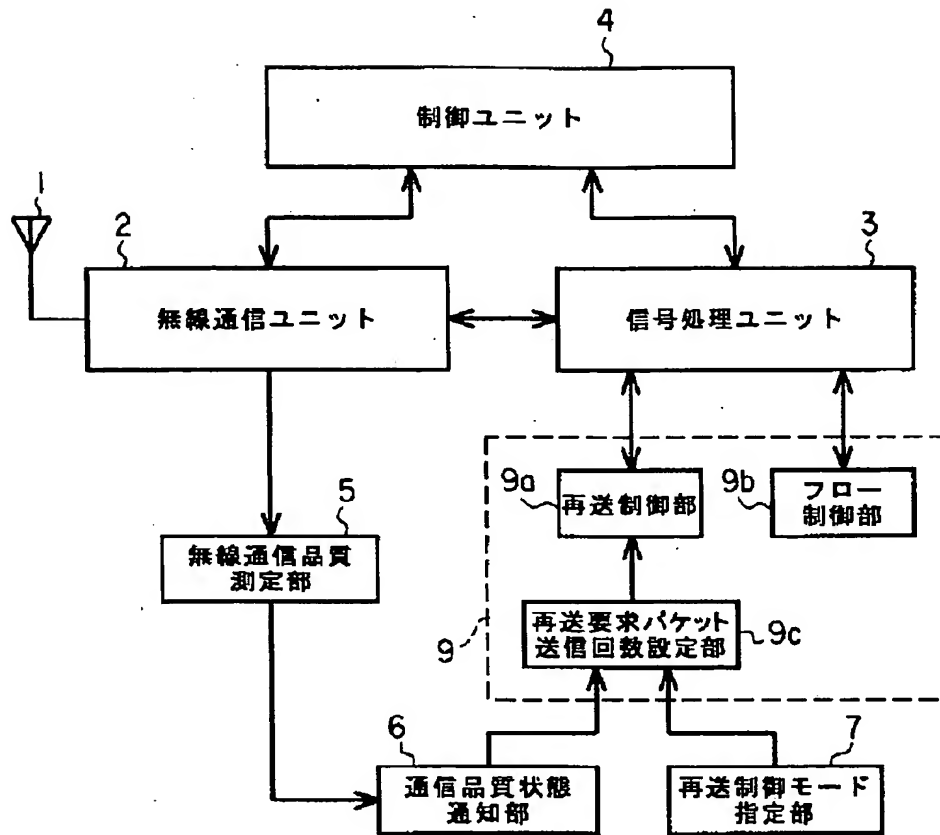 4
制御ユニット
1
2
3
無線通信ユニット
信号処理ユニット
9a
再送制御部
9b
フロー
制御部
5
無線通信品質
測定部
再送要求パケット
送信回数設定部
9c
9
6
通信品質状態
通知部
7
再送制御モード
指定部